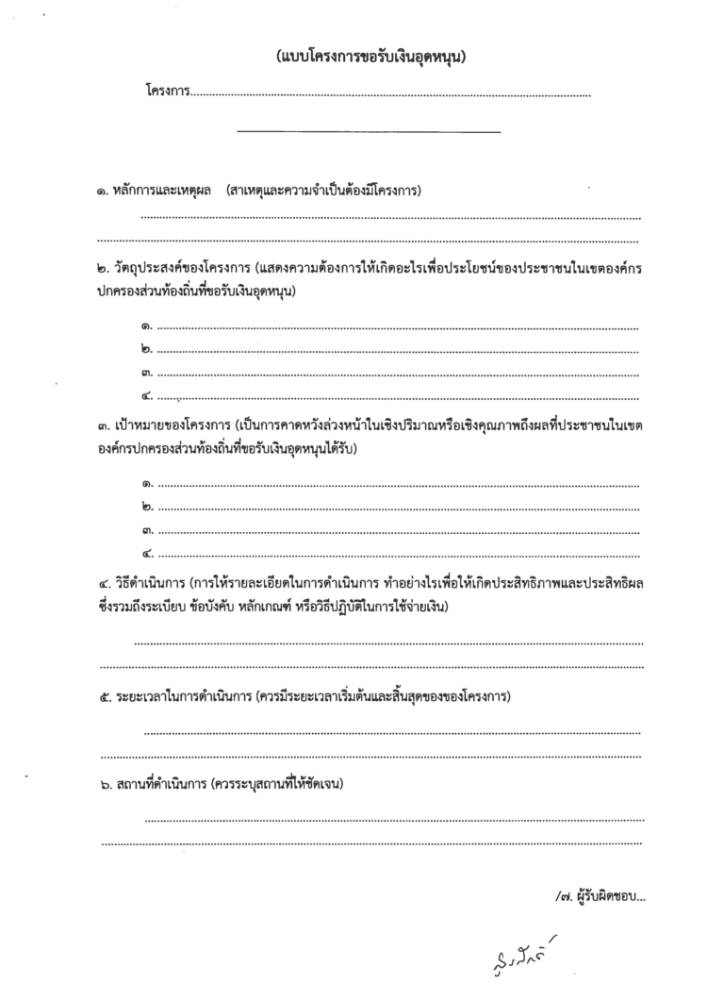 (แบบโครงการขอรับเงินอุดหนุน)
โครงการ................................................................................
๑. หลักการและเหตุผล (สาเหตุและความจำเป็นต้องมีโครงการ)
................................................................................
................................................................................
๒. วัตถุประสงค์ของโครงการ (แสดงความต้องการให้เกิดอะไรเพื่อประโยชน์ของประชาชนในเขตองค์กร
ปกครองส่วนท้องถิ่นที่ขอรับเงินอุดหนุน)
๑. ................................................................................
๒. ................................................................................
๓. ................................................................................
๔. ................................................................................
๓. เป้าหมายของโครงการ (เป็นการคาดหวังล่วงหน้าในเชิงปริมาณหรือเชิงคุณภาพถึงผลที่ประชาชนในเขต
องค์กรปกครองส่วนท้องถิ่นที่ขอรับเงินอุดหนุนได้รับ)
๑. ................................................................................
๒. ................................................................................
๓. ................................................................................
๔. ................................................................................
๔. วิธีดำเนินการ (การให้รายละเอียดในการดำเนินการ ทำอย่างไรเพื่อให้เกิดประสิทธิภาพและประสิทธิผล
ซึ่งรวมถึงระเบียบ ข้อบังคับ หลักเกณฑ์ หรือวิธีปฏิบัติในการใช้จ่ายเงิน)
................................................................................
................................................................................
๕. ระยะเวลาในการดำเนินการ (ควรมีระยะเวลาเริ่มต้นและสิ้นสุดของของโครงการ)
................................................................................
................................................................................
๖. สถานที่ดำเนินการ (ควรระบุสถานที่ให้ชัดเจน)
................................................................................
................................................................................
/๗. ผู้รับผิดชอบ...